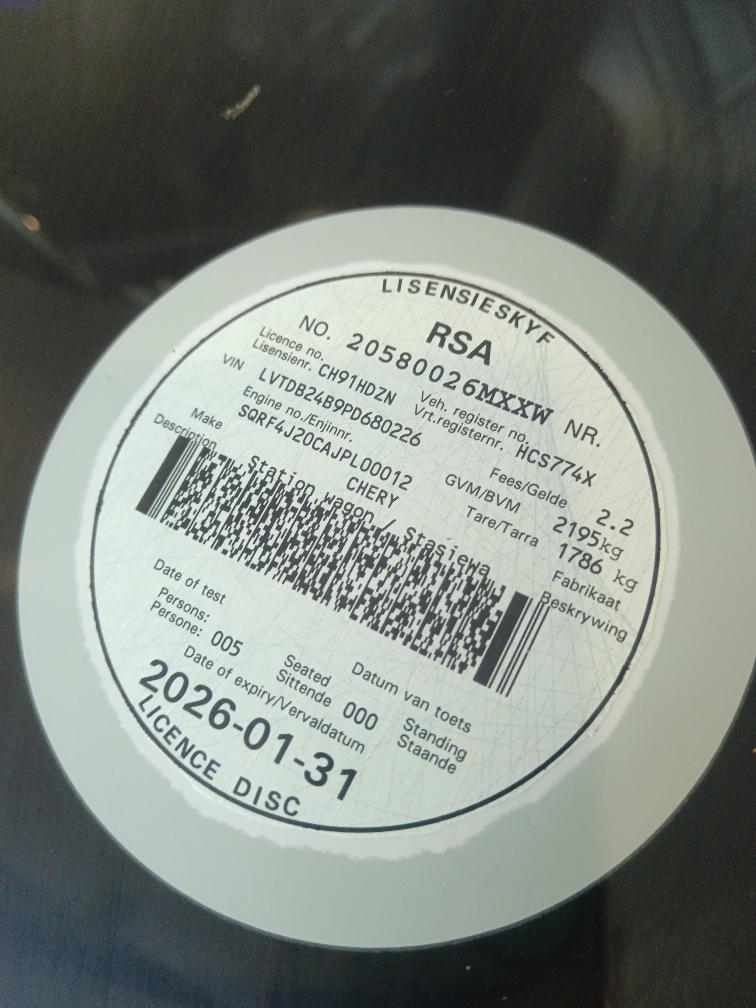 LISENSIESKYF
RSA
NO. 20580026MXXW NR.
Licence no. Lisensienr. CH91HDZN Veh. register no. Vrt.registernr. HCS774X
VIN LVTDB24B9PD680226 Fees/Gelde 2.2
Engine no./Enjinnr. SQRF4J20CAJPL00012 GVM/BVM 2195kg
Tare/Tarra 1786 kg
Make CHERY Fabrikaat
Description Station wagon / Stasiewa Beskrywing
Date of test Datum van toets
Persons: Persone: 005 Seated Sittende 000 Standing Staande
Date of expiry/Vervaldatum
2026-01-31
LICENCE DISC